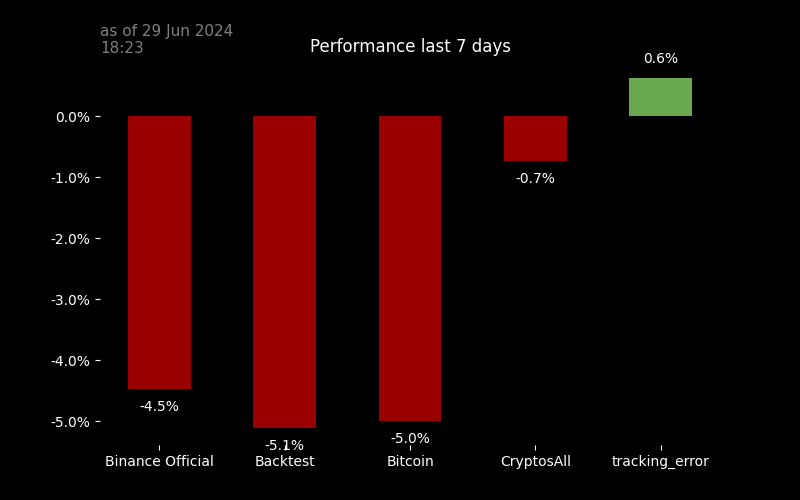 as of 29 Jun 2024
18:23
Performance last 7 days
0.6%
0.0%
-1.0%
-0.7%
-2.0%
-3.0%
-4.0%
-4.5%
-5.0%
-5.1%
-5.0%
Binance Official
Backtest
Bitcoin
CryptosAll
tracking_error